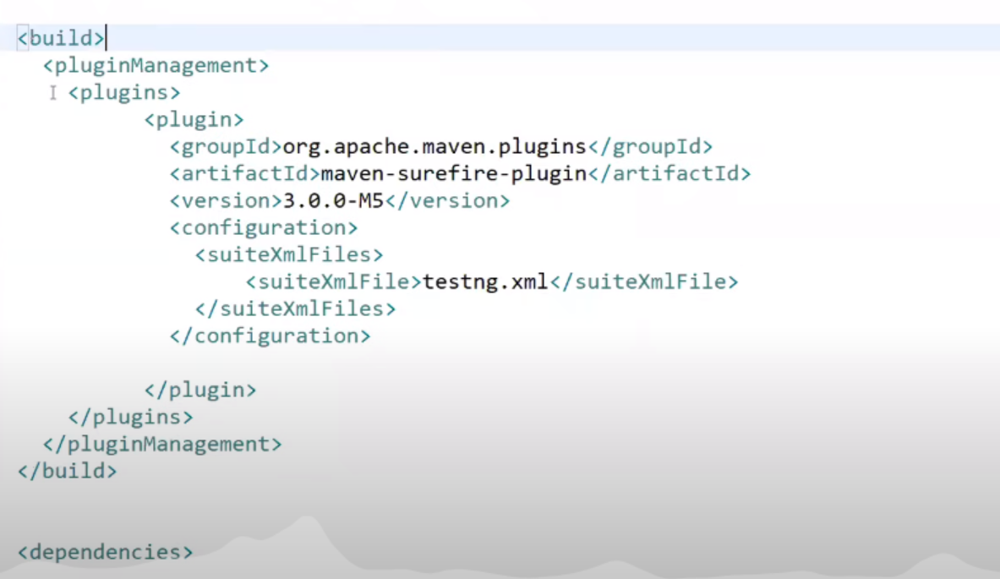 <build>
<pluginManagement>
<plugins>
<plugin>
<groupId>org.apache.maven.plugins</groupId>
<artifactId>maven-surefire-plugin</artifactId>
<version>3.0.0-M5</version>
<configuration>
<suiteXmlFiles>
<suiteXmlFile>testng.xml</suiteXmlFile>
</suiteXmlFiles>
</configuration>
</plugin>
</plugins>
</pluginManagement>
</build>
<dependencies>